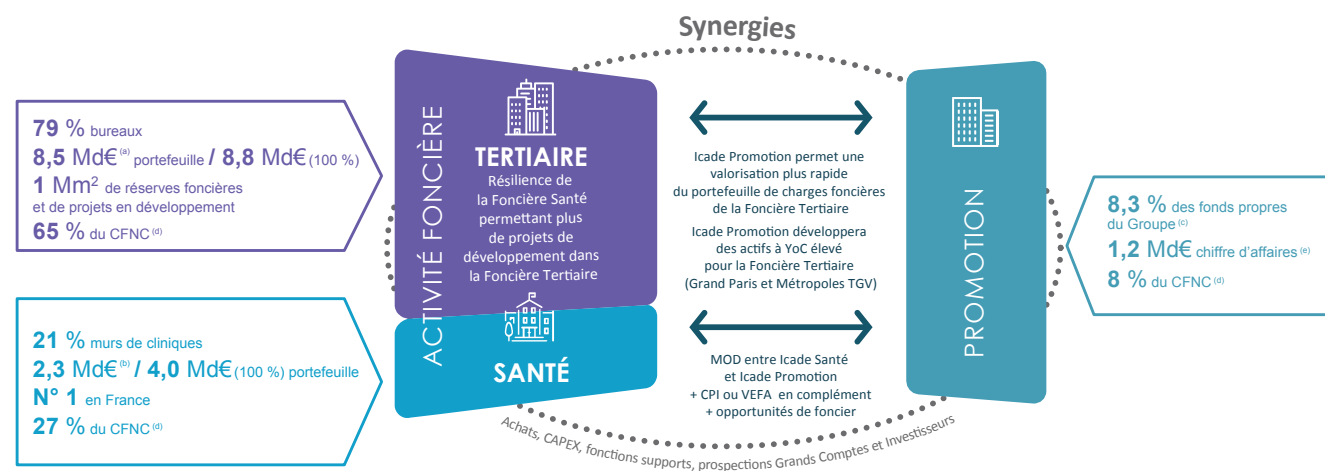 Synergies
79 % bureaux
8,5 Md€ (a) portefeuille / 8,8 Md€ (100 %)
1 Mm² de réserves foncières
et de projets en développement
65 % du CFNC (d)
21 % murs de cliniques
2,3 Md€ (b) / 4,0 Md€ (100 %) portefeuille
N° 1 en France
27 % du CFNC (d)
ACTIVITÉ FONCIÈRE
TERTIAIRE
Résilience de
la Foncière Santé
permettant plus
de projets de
développement dans
la Foncière Tertiaire
SANTÉ
Icade Promotion permet une
valorisation plus rapide
du portefeuille de charges foncières
de la Foncière Tertiaire
Icade Promotion développera
des actifs à YoC élevé
pour la Foncière Tertiaire
(Grand Paris et Métropoles TGV)
MOD entre Icade Santé
et Icade Promotion
+ CPI ou VEFA en complément
+ opportunités de foncier
PROMOTION
8,3 % des fonds propres
du Groupe (c)
1,2 Md€ chiffre d'affaires (e)
8 % du CFNC (d)
Achats, CAPEX, fonctions supports, prospections Grands Comptes et Investisseurs